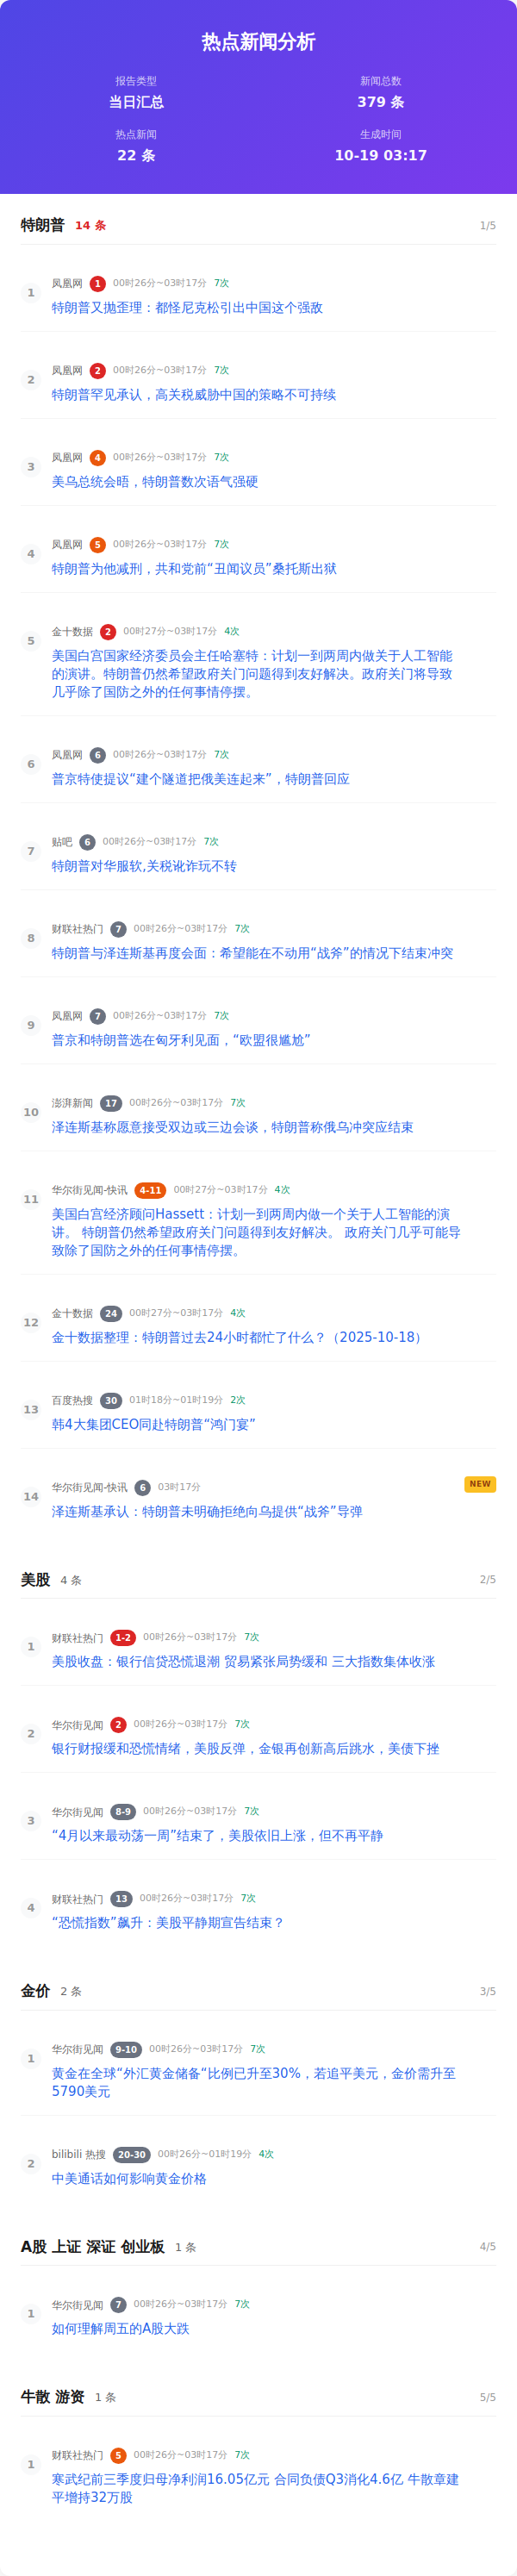 热点新闻分析
报告类型
当日汇总
新闻总数
379 条
热点新闻
22 条
生成时间
10-19 03:17
特朗普 14 条 1/5
1 凤凰网 1 00时26分~03时17分 7次
特朗普又抛歪理：都怪尼克松引出中国这个强敌
2 凤凰网 2 00时26分~03时17分 7次
特朗普罕见承认，高关税威胁中国的策略不可持续
3 凤凰网 4 00时26分~03时17分 7次
美乌总统会晤，特朗普数次语气强硬
4 凤凰网 5 00时26分~03时17分 7次
特朗普为他减刑，共和党前“丑闻议员”桑托斯出狱
5 金十数据 2 00时27分~03时17分 4次
美国白宫国家经济委员会主任哈塞特：计划一到两周内做关于人工智能
的演讲。特朗普仍然希望政府关门问题得到友好解决。政府关门将导致
几乎除了国防之外的任何事情停摆。
6 凤凰网 6 00时26分~03时17分 7次
普京特使提议“建个隧道把俄美连起来”，特朗普回应
7 贴吧 6 00时26分~03时17分 7次
特朗普对华服软,关税讹诈玩不转
8 财联社热门 7 00时26分~03时17分 7次
特朗普与泽连斯基再度会面：希望能在不动用“战斧”的情况下结束冲突
9 凤凰网 7 00时26分~03时17分 7次
普京和特朗普选在匈牙利见面，“欧盟很尴尬”
10 澎湃新闻 17 00时26分~03时17分 7次
泽连斯基称愿意接受双边或三边会谈，特朗普称俄乌冲突应结束
11 华尔街见闻-快讯 4-11 00时27分~03时17分 4次
美国白宫经济顾问Hassett：计划一到两周内做一个关于人工智能的演
讲。 特朗普仍然希望政府关门问题得到友好解决。 政府关门几乎可能导
致除了国防之外的任何事情停摆。
12 金十数据 24 00时27分~03时17分 4次
金十数据整理：特朗普过去24小时都忙了什么？（2025-10-18）
13 百度热搜 30 01时18分~01时19分 2次
韩4大集团CEO同赴特朗普“鸿门宴”
14 华尔街见闻-快讯 6 03时17分 NEW
泽连斯基承认：特朗普未明确拒绝向乌提供“战斧”导弹
美股 4 条 2/5
1 财联社热门 1-2 00时26分~03时17分 7次
美股收盘：银行信贷恐慌退潮 贸易紧张局势缓和 三大指数集体收涨
2 华尔街见闻 2 00时26分~03时17分 7次
银行财报缓和恐慌情绪，美股反弹，金银再创新高后跳水，美债下挫
3 华尔街见闻 8-9 00时26分~03时17分 7次
“4月以来最动荡一周”结束了，美股依旧上涨，但不再平静
4 财联社热门 13 00时26分~03时17分 7次
“恐慌指数”飙升：美股平静期宣告结束？
金价 2 条 3/5
1 华尔街见闻 9-10 00时26分~03时17分 7次
黄金在全球“外汇黄金储备“比例已升至30%，若追平美元，金价需升至
5790美元
2 bilibili 热搜 20-30 00时26分~01时19分 4次
中美通话如何影响黄金价格
A股 上证 深证 创业板 1 条 4/5
1 华尔街见闻 7 00时26分~03时17分 7次
如何理解周五的A股大跌
牛散 游资 1 条 5/5
1 财联社热门 5 00时26分~03时17分 7次
寒武纪前三季度归母净利润16.05亿元 合同负债Q3消化4.6亿 牛散章建
平增持32万股